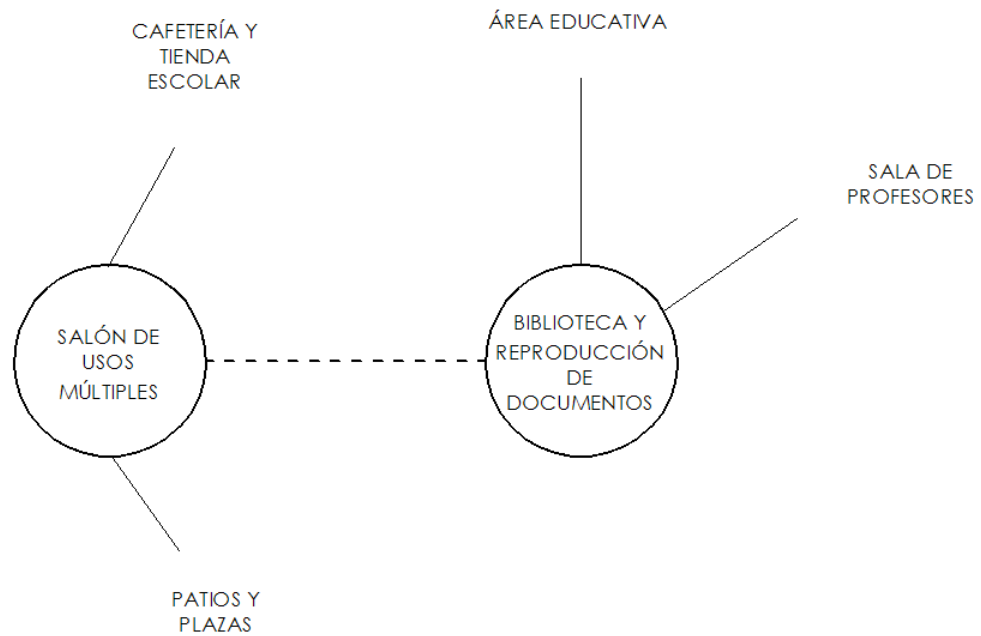 CAFETERÍA Y
TIENDA
ESCOLAR
ÁREA EDUCATIVA
SALA DE
PROFESORES
SALÓN DE
USOS
MÚLTIPLES
BIBLIOTECA Y
REPRODUCCIÓN
DE
DOCUMENTOS
PATIOS Y
PLAZAS